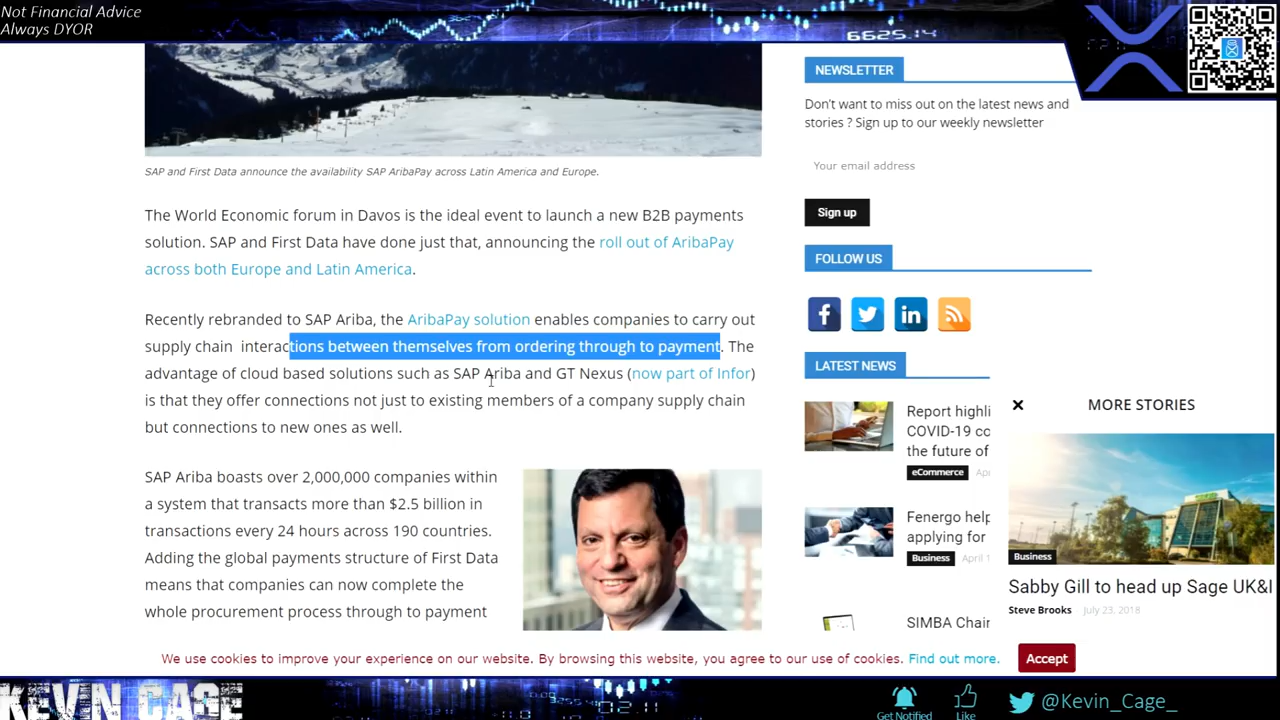 Not Financial Advice
Always DYOR
6625.14
SAP and First Data announce the availability SAP AribaPay across Latin America and Europe.
The World Economic forum in Davos is the ideal event to launch a new B2B payments
solution. SAP and First Data have done just that, announcing the roll out of AribaPay
across both Europe and Latin America.
Recently rebranded to SAP Ariba, the AribaPay solution enables companies to carry out
supply chain interactions between themselves from ordering through to payment. The
advantage of cloud based solutions such as SAP Ariba and GT Nexus (now part of Infor)
is that they offer connections not just to existing members of a company supply chain
but connections to new ones as well.
SAP Ariba boasts over 2,000,000 companies within
a system that transacts more than $2.5 billion in
transactions every 24 hours across 190 countries.
Adding the global payments structure of First Data
means that companies can now complete the
whole procurement process through to payment
NEWSLETTER
Don't want to miss out on the latest news and
stories ? Sign up to our weekly newsletter
Your email address
Sign up
FOLLOW US
LATEST NEWS
Report highli
COVID-19 co
the future of
eCommerce Ap
Fenergo help
applying for
Business April 1
SIMBA Chain
MORE STORIES
Business
Sabby Gill to head up Sage UK&I
Steve Brooks July 23, 2018
We use cookies to improve your experience on our website. By browsing this website, you agree to our use of cookies. Find out more.
Accept
KEVIN CAGE
Get Notified
Like
@Kevin_Cage_